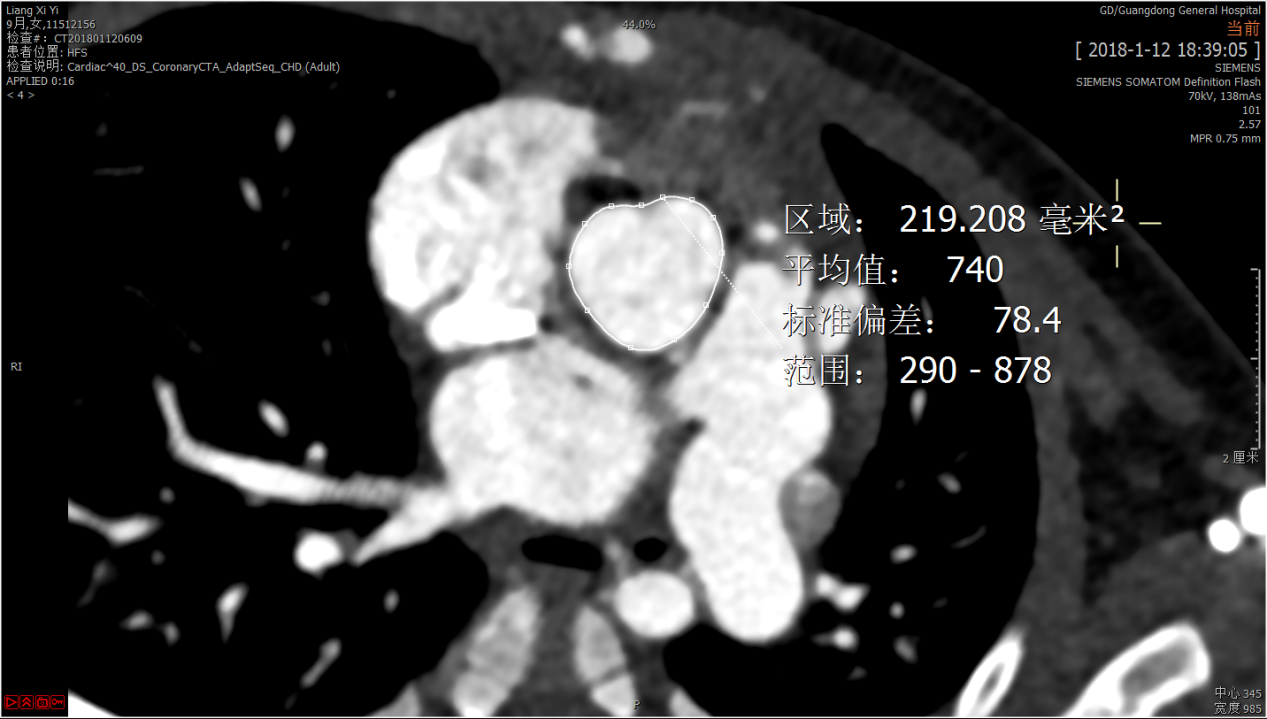 Liang Xi Yi
9月,女,11512156
检查#: CT201801120609
患者位置: HFS
检查说明: Cardiac^40_DS_CoronaryCTA_AdaptSeq_CHD (Adult)
APPLIED 0:16
< 4 >
44.0%
GD/Guangdong General Hospital
当前
[ 2018-1-12 18:39:05 ]
SIEMENS
SIEMENS SOMATOM Definition Flash
70kV, 138mAs
101
2.57
MPR 0.75 mm
区域: 219.208 毫米²
平均值: 740
标准偏差: 78.4
范围: 290 - 878
RI
2 厘米
P
中心 345
宽度 985